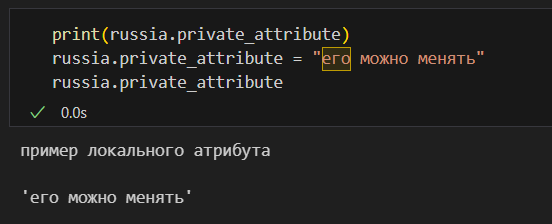 print(russia.private_attribute)
russia.private_attribute = "его можно менять"
russia.private_attribute
0.0s
пример локального атрибута
'его можно менять'